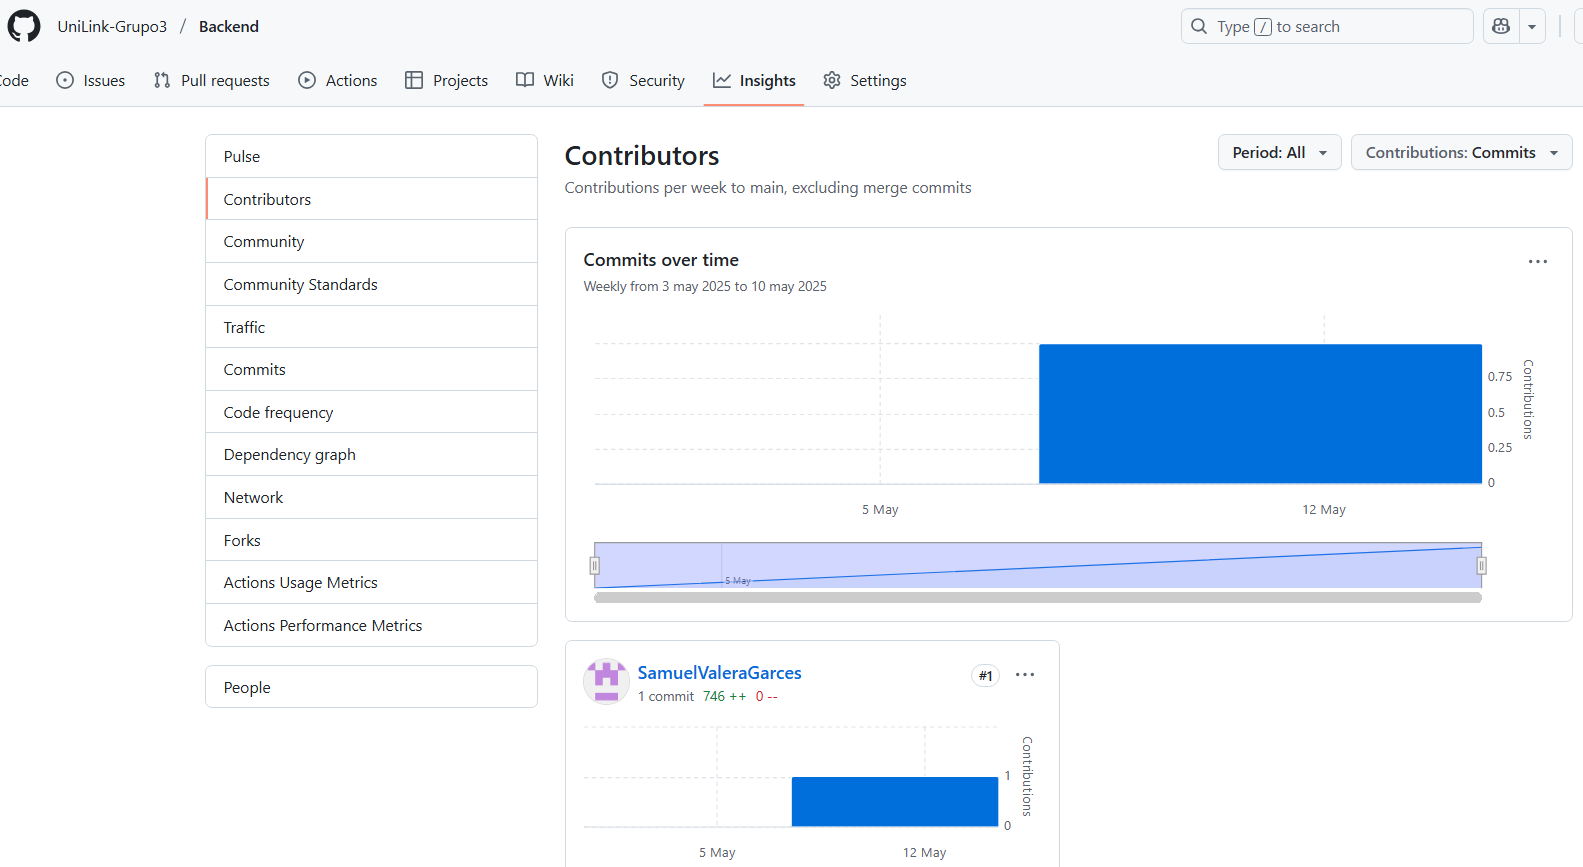 UniLink-Grupo3 / Backend
Type / to search
ode
Issues
Pull requests
Actions
Projects
Wiki
Security
Insights
Settings
Pulse
Contributors
Community
Community Standards
Traffic
Commits
Code frequency
Dependency graph
Network
Forks
Actions Usage Metrics
Actions Performance Metrics
People
Contributors
Contributions per week to main, excluding merge commits
Period: All
Contributions: Commits
Commits over time
Weekly from 3 may 2025 to 10 may 2025
0.75
0.5
0.25
0
Contributions
5 May
12 May
5 May
SamuelValeraGarces
#1
1 commit 746 ++ 0 --
1
0
Contributions
5 May
12 May